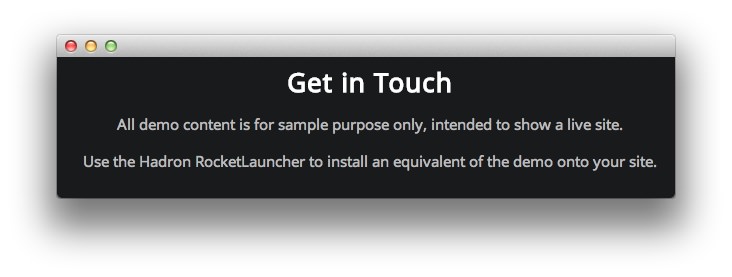 Get in Touch
All demo content is for sample purpose only, intended to show a live site.
Use the Hadron RocketLauncher to install an equivalent of the demo onto your site.